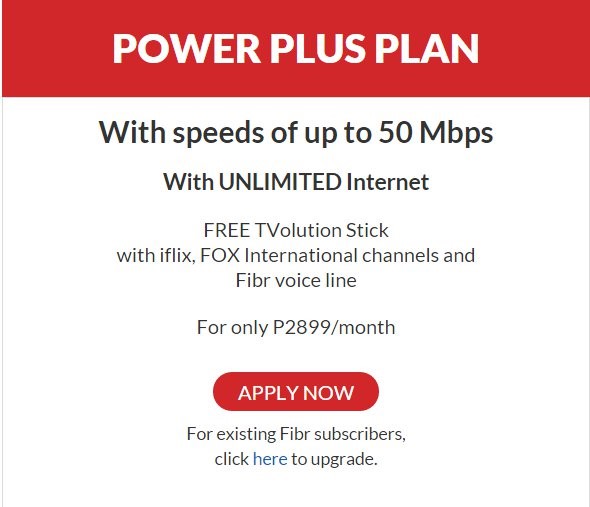 POWER PLUS PLAN
With speeds of up to 50 Mbps
With UNLIMITED Internet
FREE TVolution Stick
with iflix, FOX International channels and
Fibr voice line
For only P2899/month
APPLY NOW
For existing Fibr subscribers,
click here to upgrade.